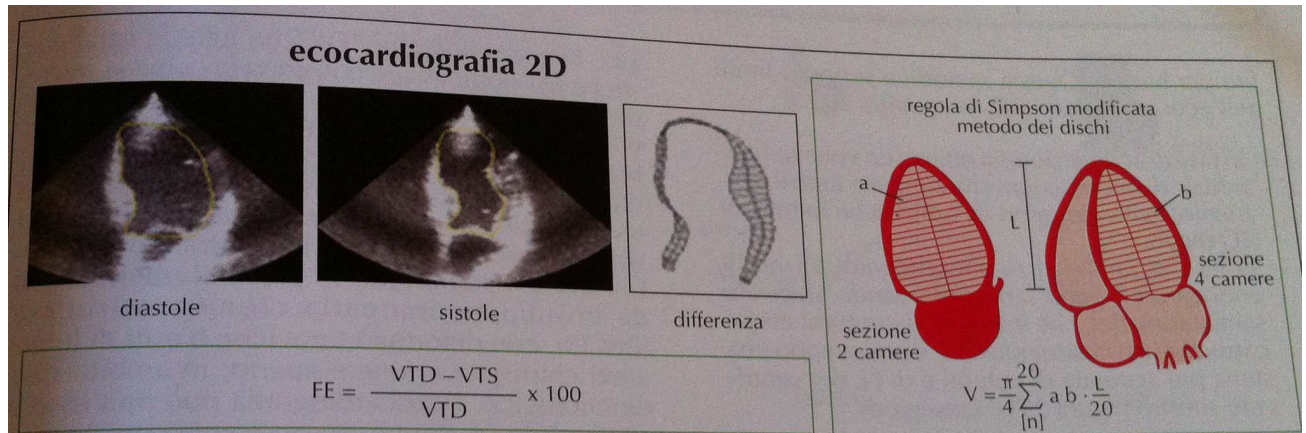 ecocardiografia 2D
diastole
sistole
differenza
FE = VTD – VTS / VTD x 100
regola di Simpson modificata
metodo dei dischi
a
L
b
sezione
2 camere
sezione
4 camere
V = π/4 20 Σ [n] a b · L/20